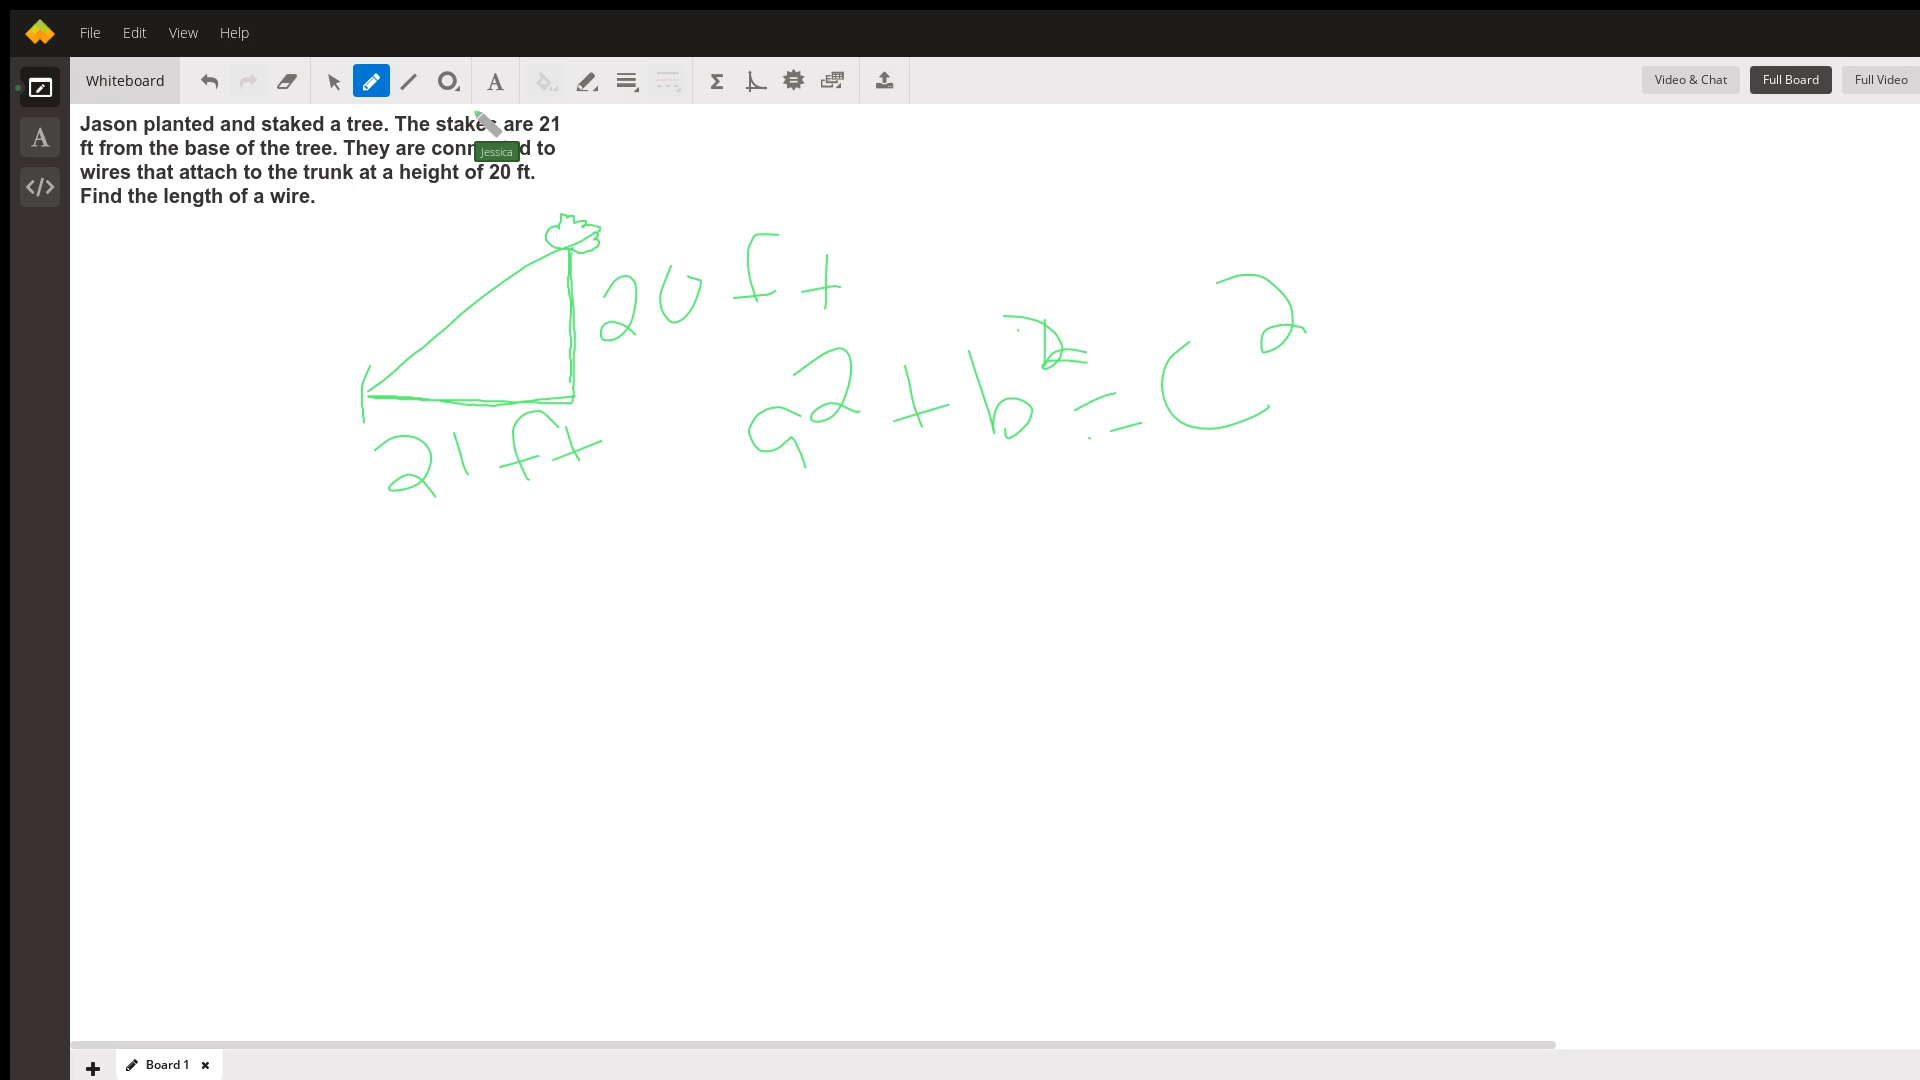 File Edit View Help
Whiteboard
A
Σ
Video & Chat Full Board Full Video
A
</>
Jason planted and staked a tree. The stakes are 21
ft from the base of the tree. They are to
Jessica
wires that attach to the trunk at a height of 20 ft.
Find the length of a wire.
20 ft
a² + b² = c²
21 ft
Board 1